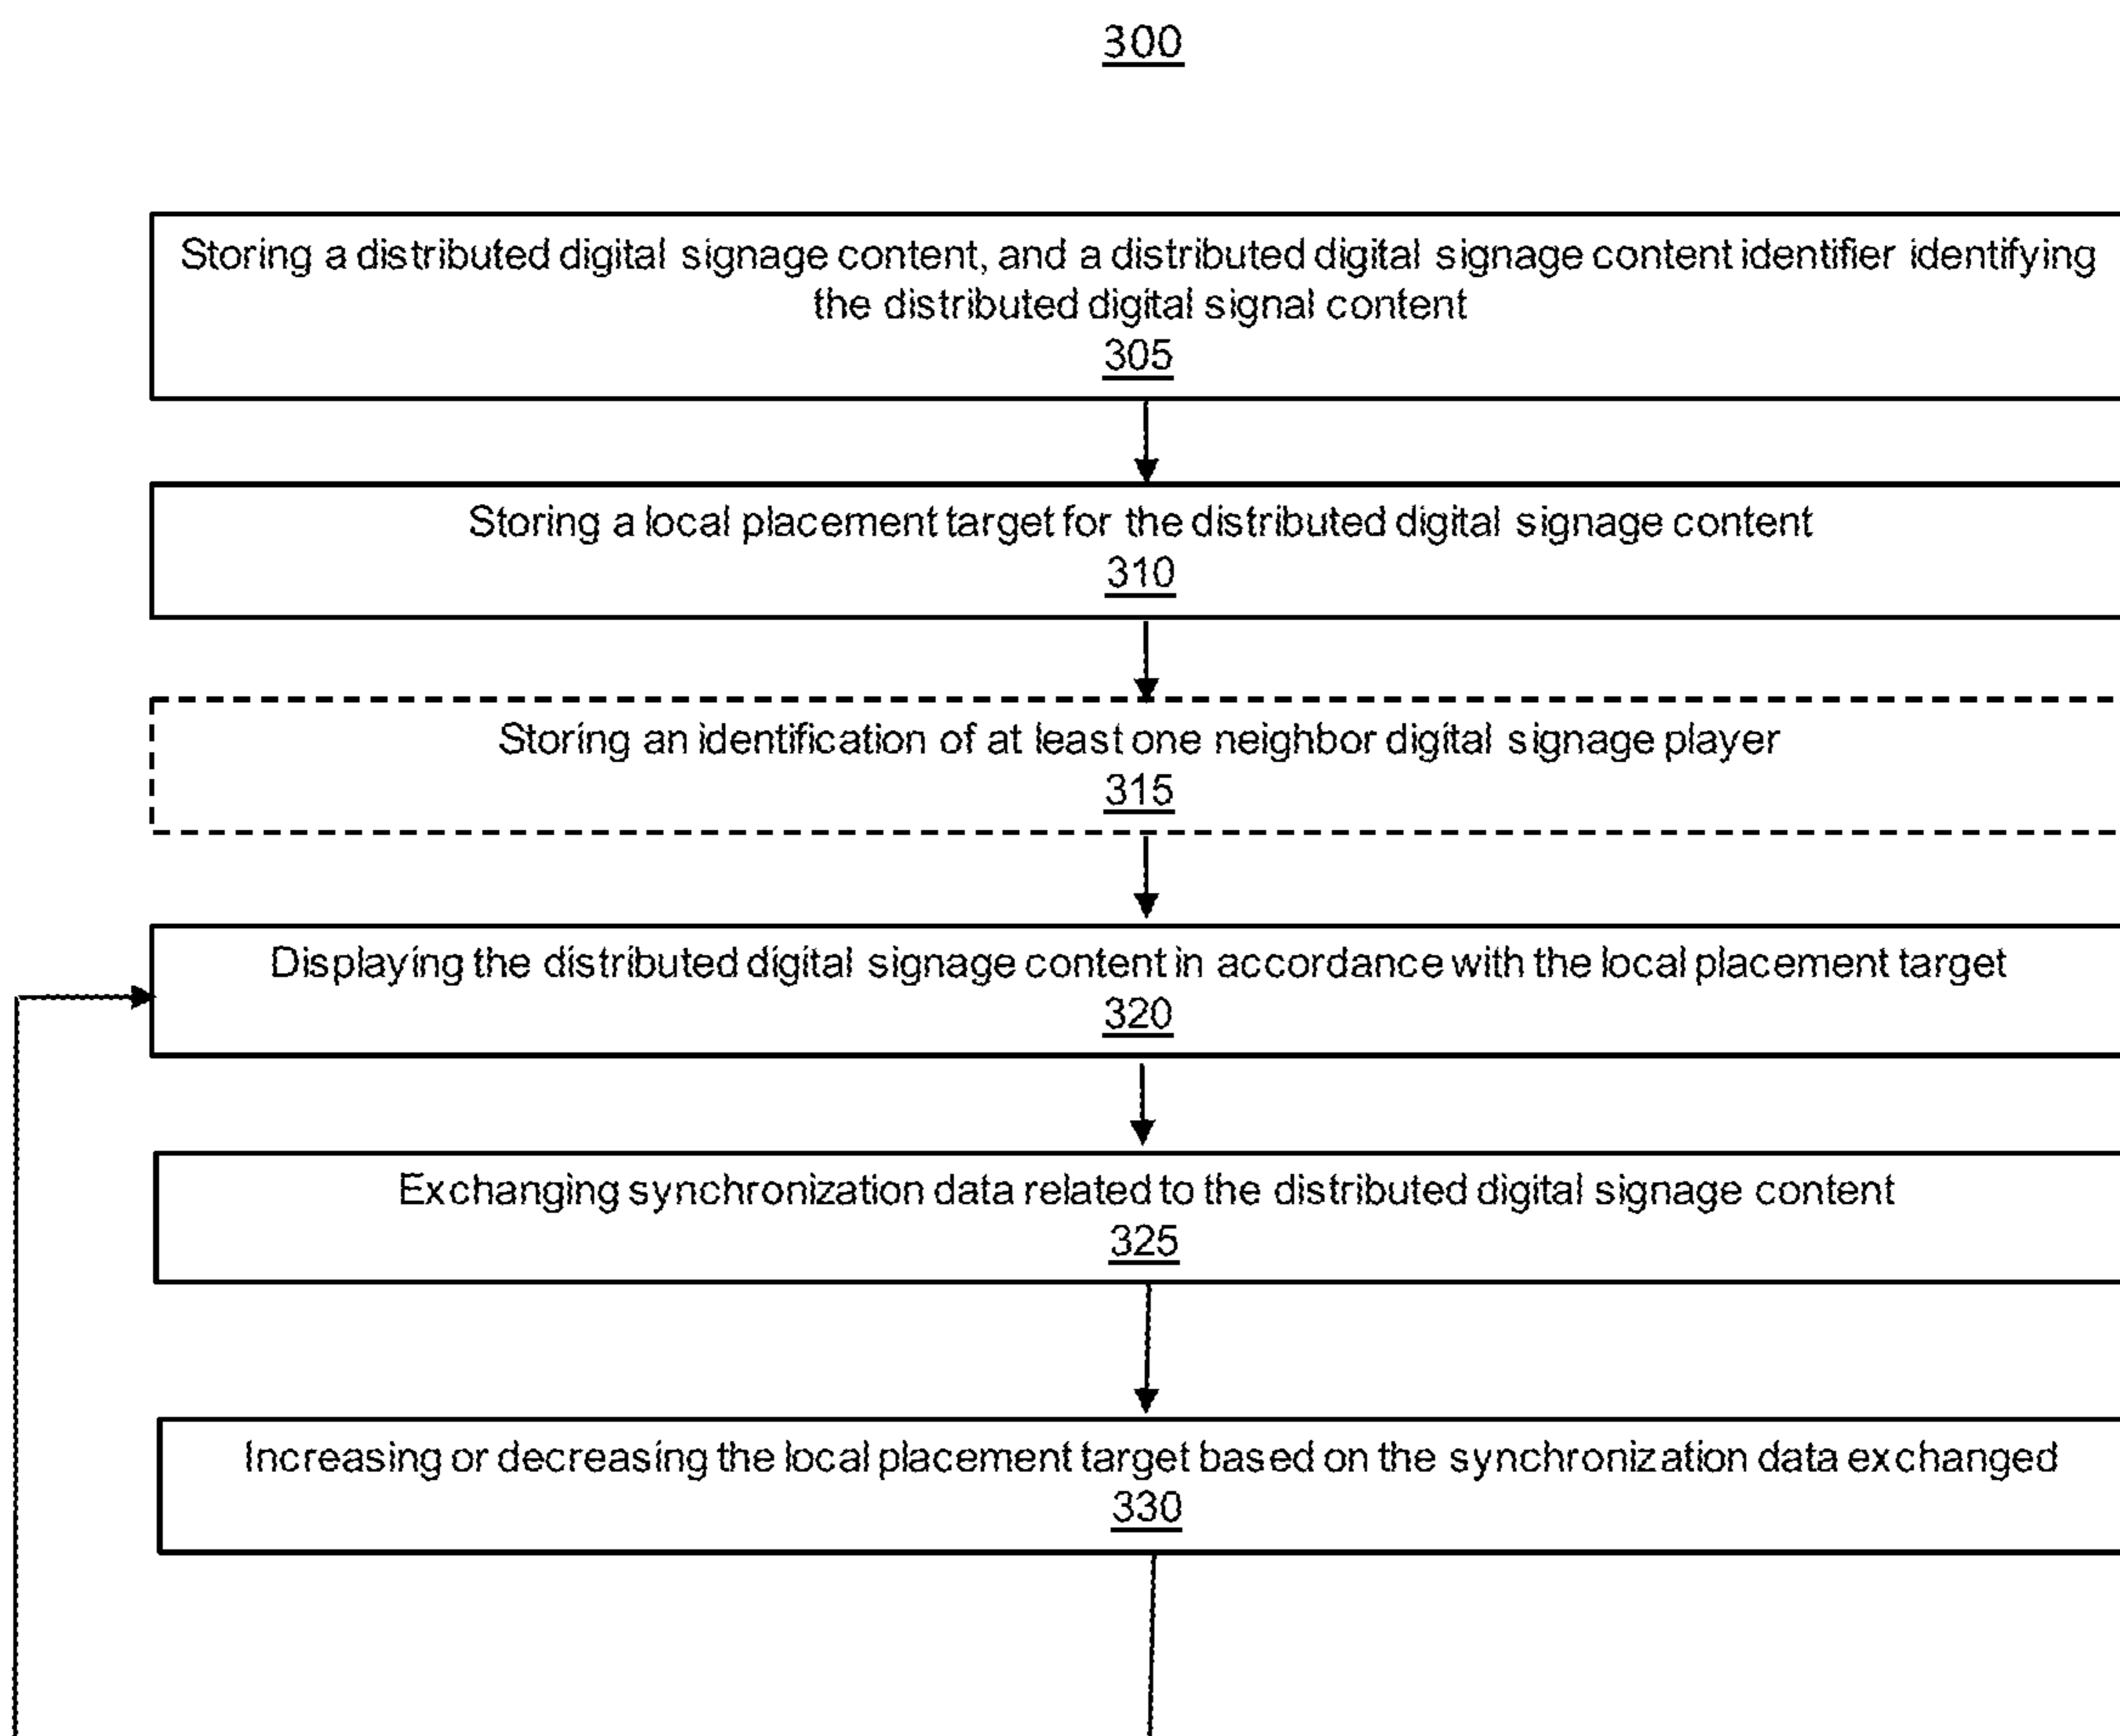 300
Storing a distributed digital signage content, and a distributed digital signage content identifier identifying
the distributed digital signal content
305
Storing a local placement target for the distributed digital signage content
310
Storing an identification of at least one neighbor digital signage player
315
Displaying the distributed digital signage content in accordance with the local placement target
320
Exchanging synchronization data related to the distributed digital signage content
325
Increasing or decreasing the local placement target based on the synchronization data exchanged
330